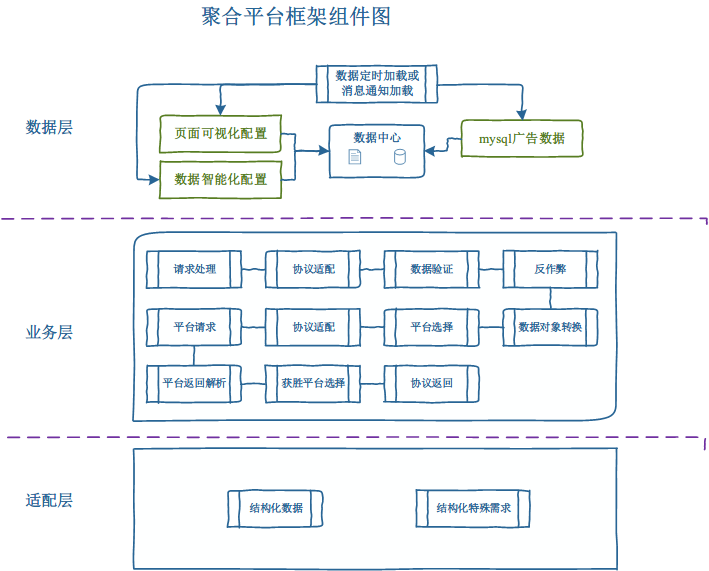 聚合平台框架组件图
数据定时加载或
消息通知加载
数据层
页面可视化配置
数据中心
mysql广告数据
数据智能化配置
请求处理
协议适配
数据验证
反作弊
业务层
平台请求
协议适配
平台选择
数据对象转换
平台返回解析
获胜平台选择
协议返回
适配层
结构化数据
结构化特殊需求